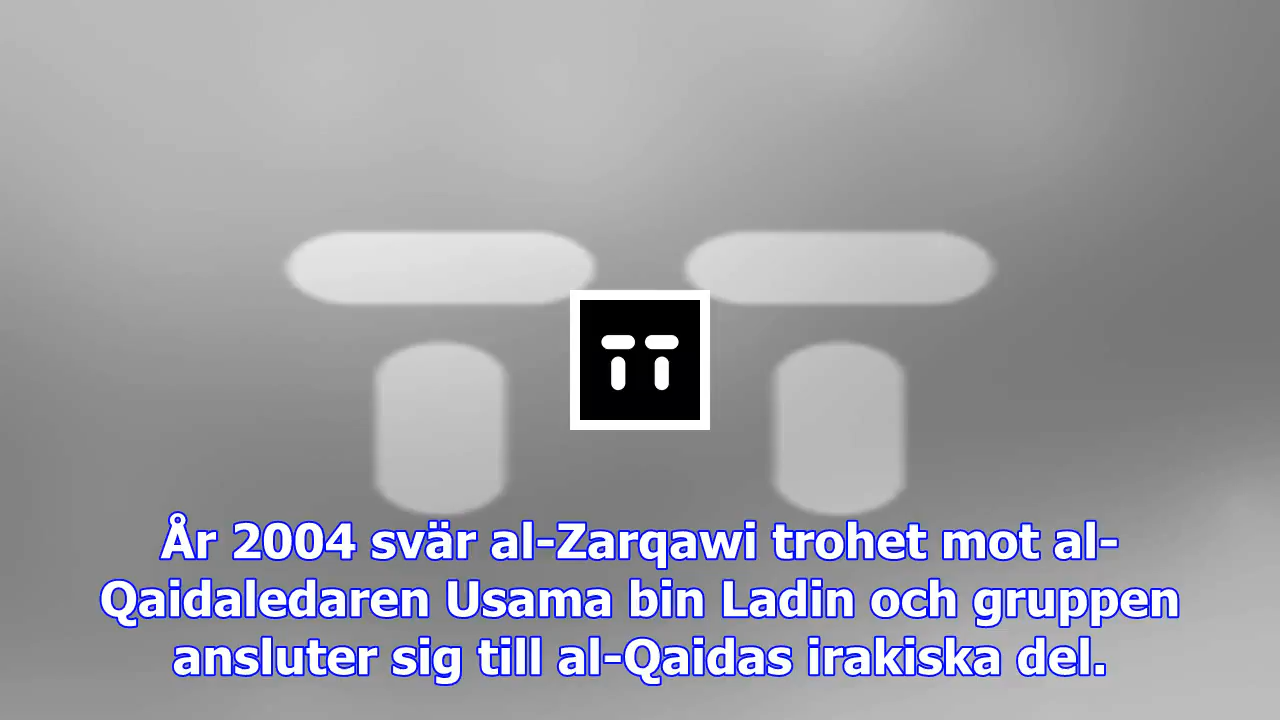 År 2004 svär al-Zarqawi trohet mot al-
Qaidaledaren Usama bin Ladin och gruppen
ansluter sig till al-Qaidas irakiska del.